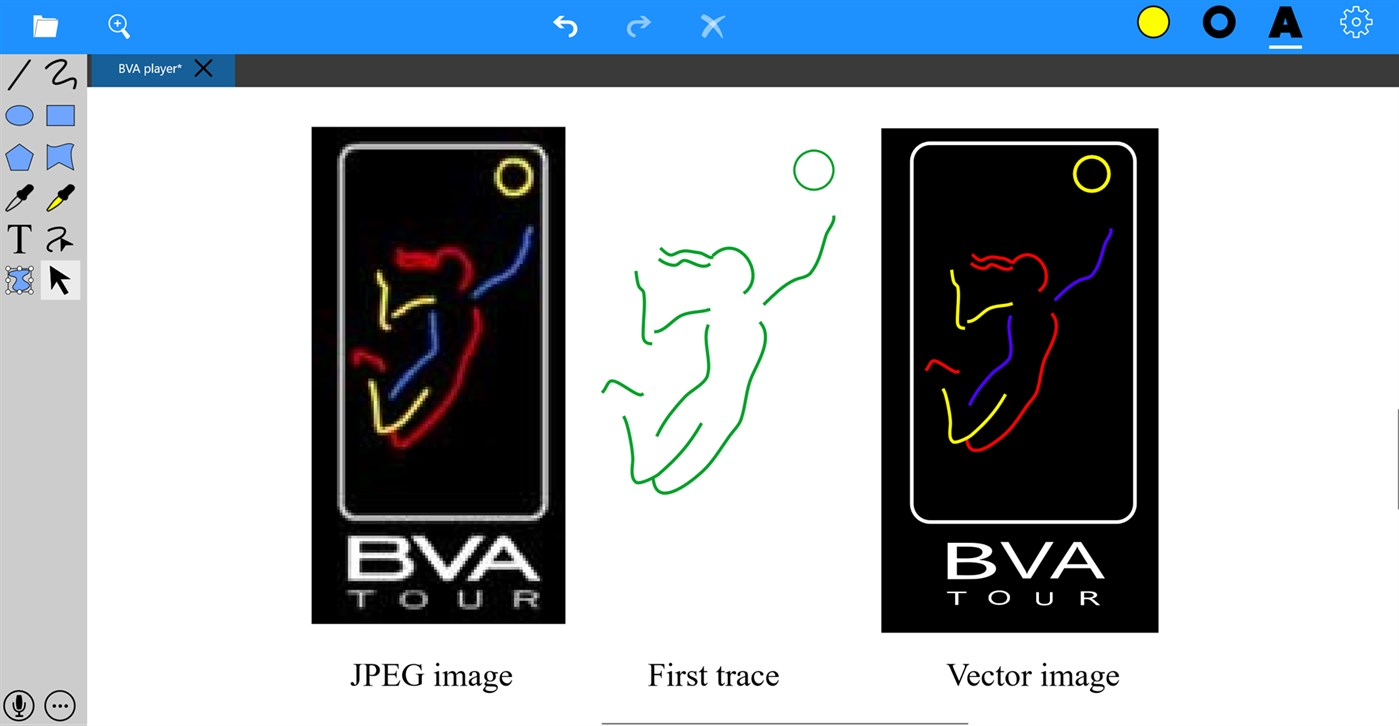 A
BVA player*
T
BVA
TOUR
BVA
TOUR
JPEG image
First trace
Vector image